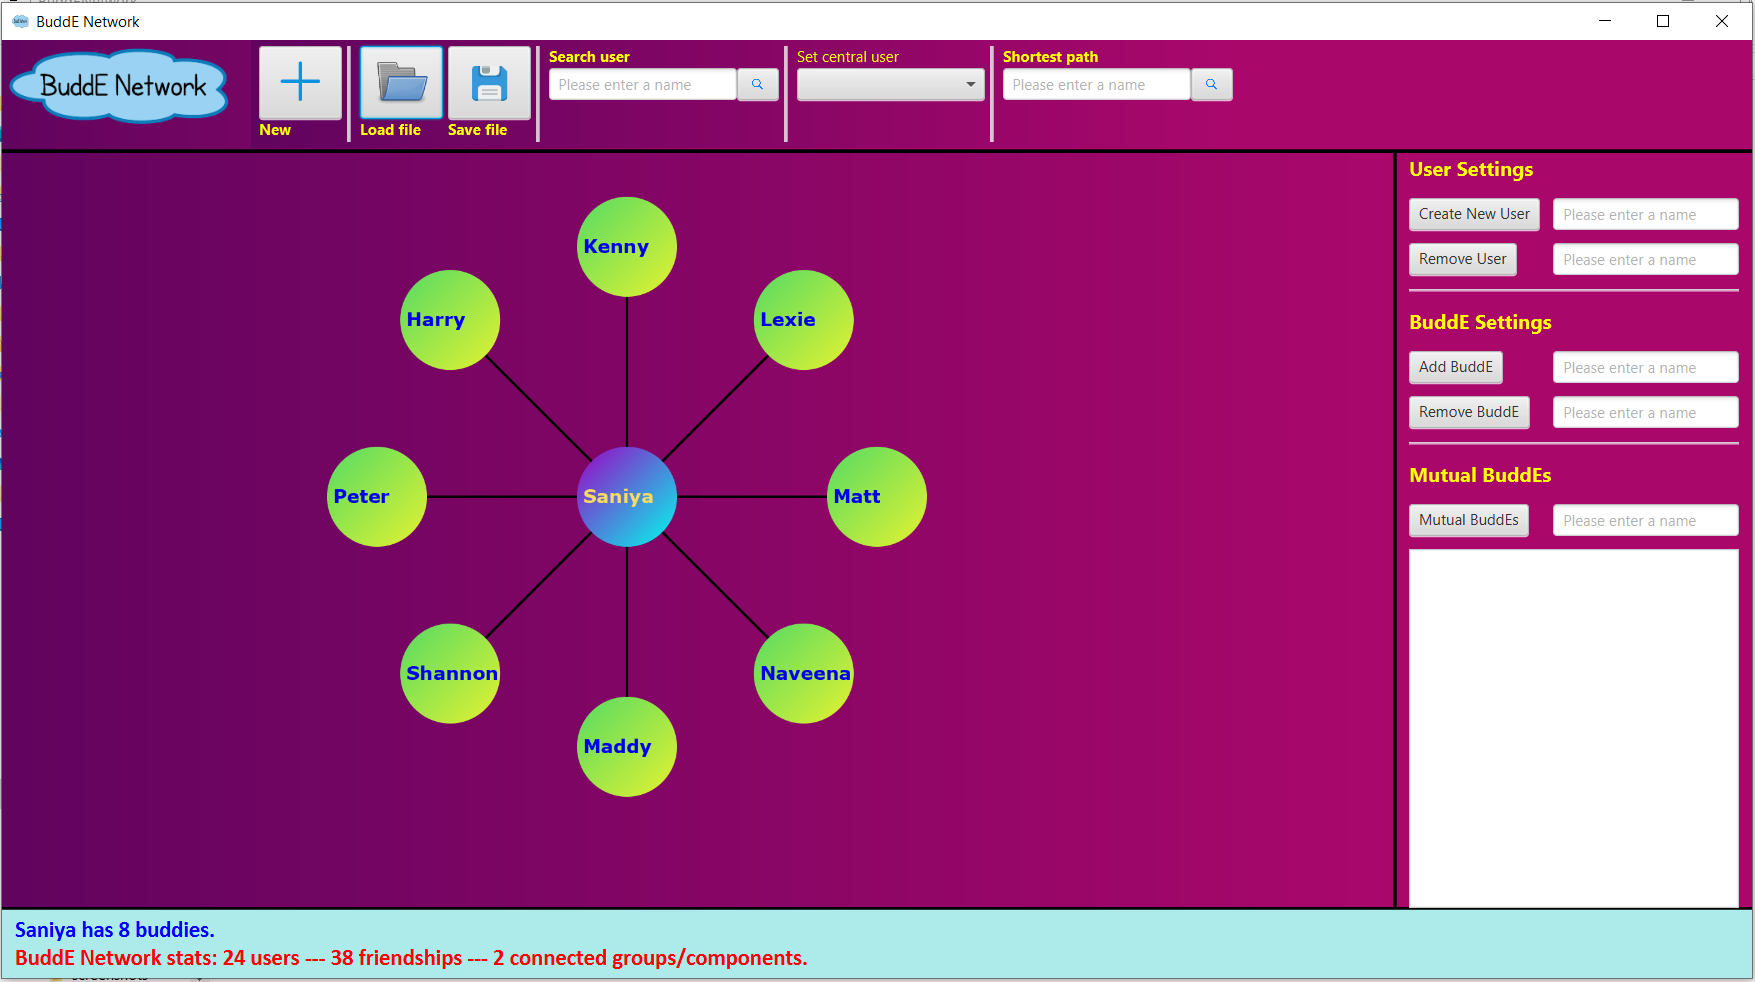 BuddE Network
BuddE Network
New
Load file
Save file
Search user
Please enter a name
Set central user
Shortest path
Please enter a name
Kenny
Harry
Lexie
Peter
Saniya
Matt
Shannon
Naveena
Maddy
User Settings
Create New User
Please enter a name
Remove User
Please enter a name
BuddE Settings
Add BuddE
Please enter a name
Remove BuddE
Please enter a name
Mutual BuddEs
Mutual BuddEs
Please enter a name
Saniya has 8 buddies.
BuddE Network stats: 24 users --- 38 friendships --- 2 connected groups/components.